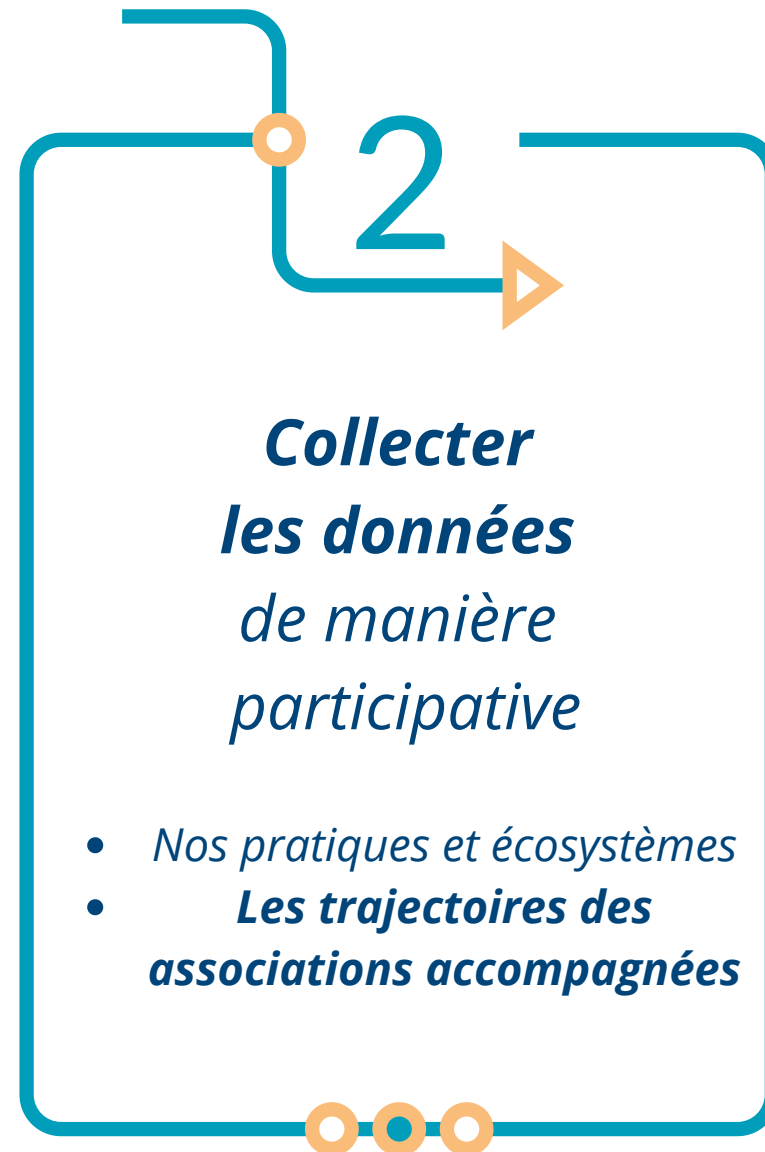 2
Collecter
les données
de manière
participative
• Nos pratiques et écosystèmes
• Les trajectoires des
associations accompagnées